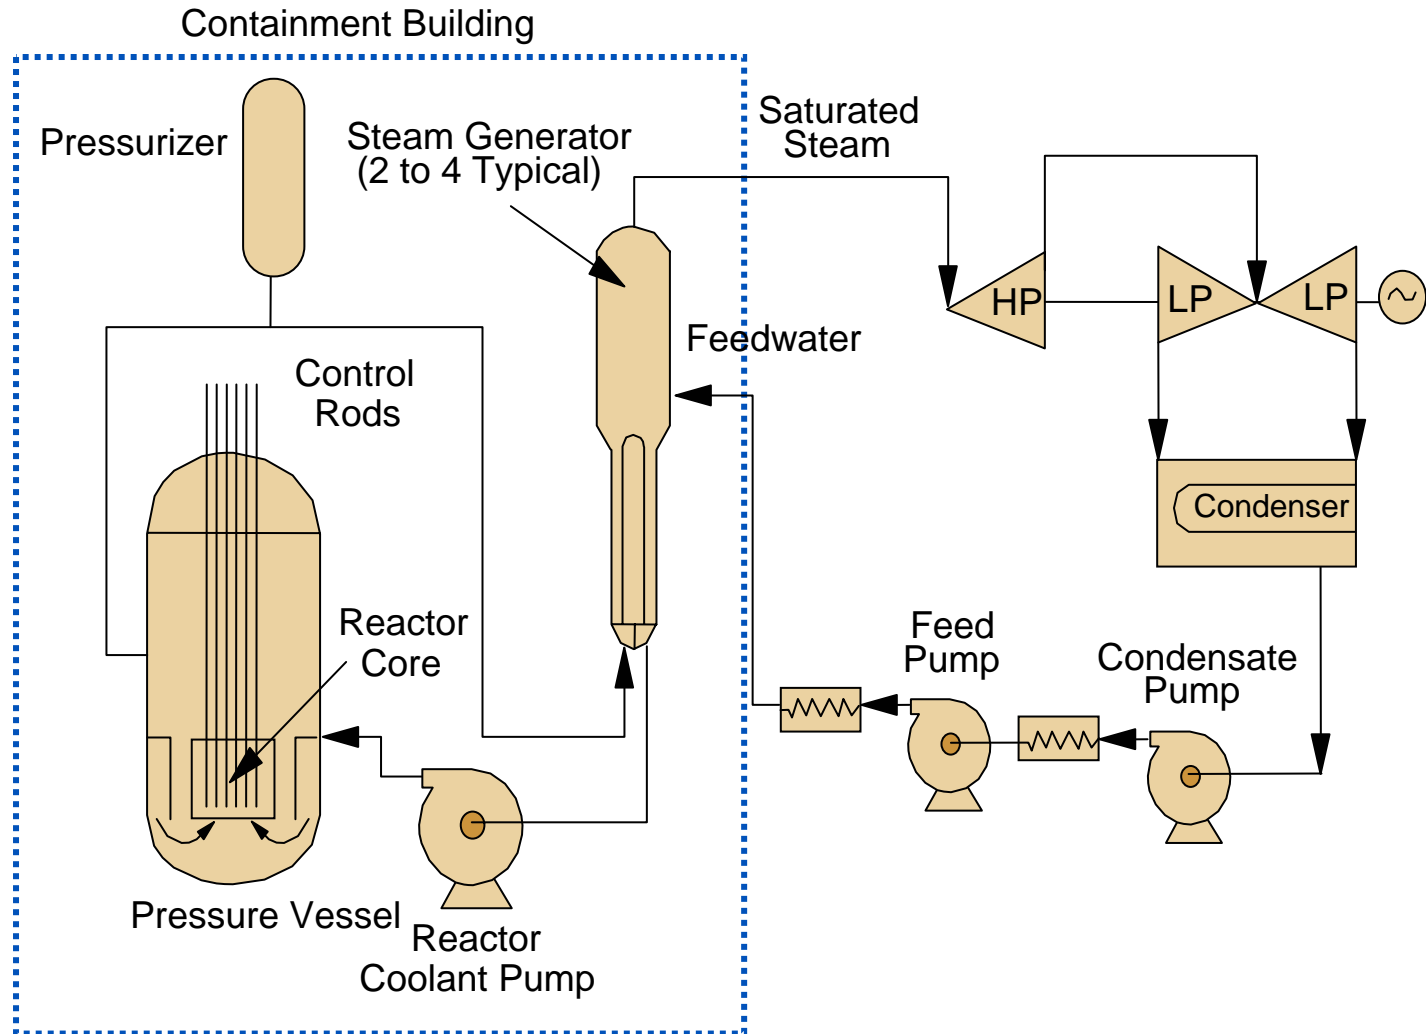 Containment Building
Pressurizer
Steam Generator
(2 to 4 Typical)
Saturated
Steam
HP
LP
LP
Feedwater
Control
Rods
Condenser
Reactor
Core
Feed
Pump
Condensate
Pump
Pressure Vessel
Reactor
Coolant Pump